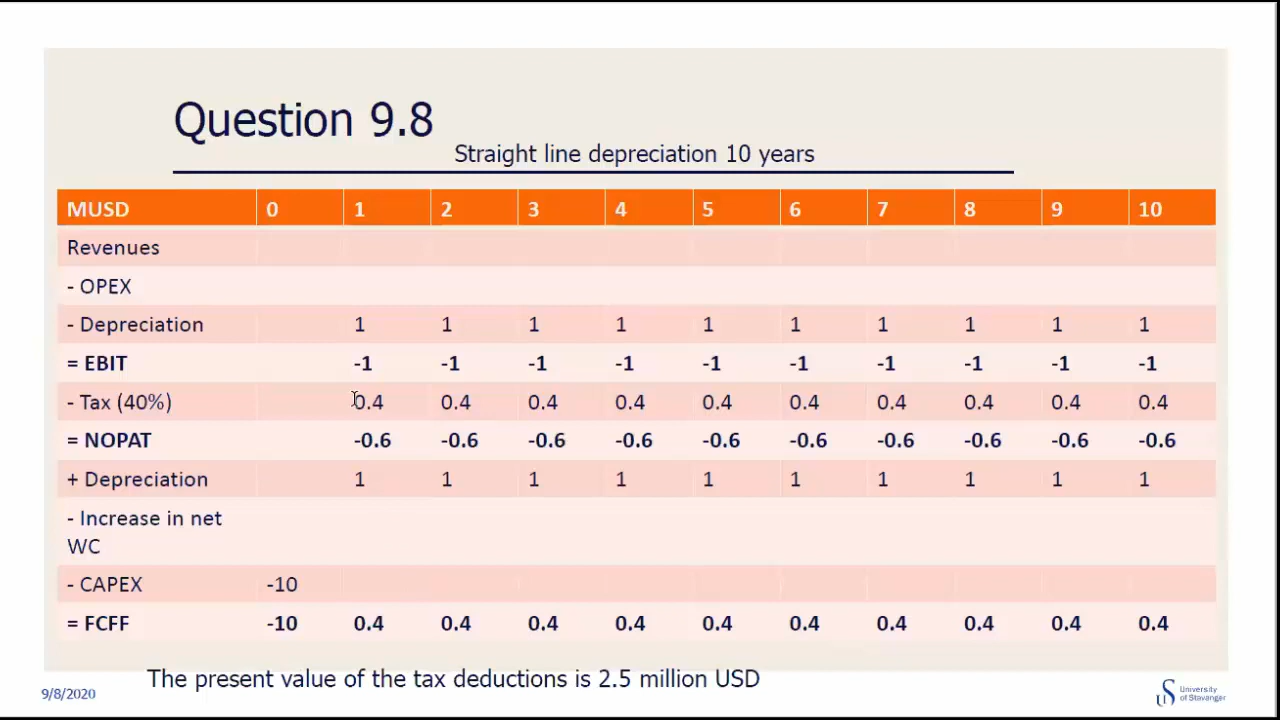 Question 9.8
Straight line depreciation 10 years
MUSD 0 1 2 3 4 5 6 7 8 9 10
Revenues
- OPEX
- Depreciation 1 1 1 1 1 1 1 1 1 1
= EBIT -1 -1 -1 -1 -1 -1 -1 -1 -1 -1
- Tax (40%) 0.4 0.4 0.4 0.4 0.4 0.4 0.4 0.4 0.4 0.4
= NOPAT -0.6 -0.6 -0.6 -0.6 -0.6 -0.6 -0.6 -0.6 -0.6 -0.6
+ Depreciation 1 1 1 1 1 1 1 1 1 1
- Increase in net
WC
- CAPEX -10
= FCFF -10 0.4 0.4 0.4 0.4 0.4 0.4 0.4 0.4 0.4 0.4
The present value of the tax deductions is 2.5 million USD
9/8/2020
US University
of Stavanger